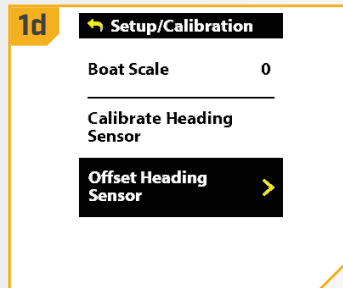 1d
Setup/Calibration
Boat Scale 0
Calibrate Heading
Sensor
Offset Heading
Sensor